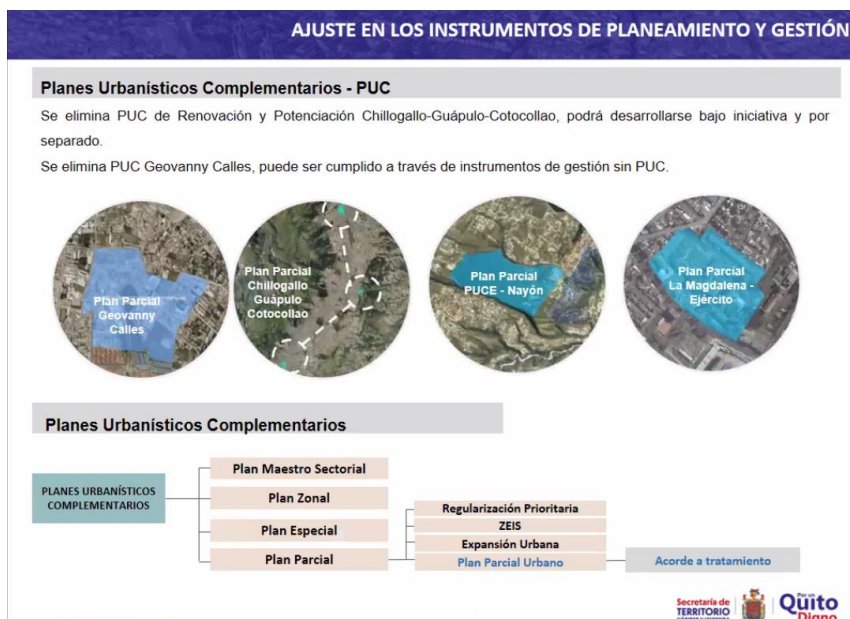 AJUSTE EN LOS INSTRUMENTOS DE PLANEAMIENTO Y GESTIÓN
Planes Urbanísticos Complementarios - PUC
Se elimina PUC de Renovación y Potenciación Chillogallo-Guápulo-Cotocollao, podrá desarrollarse bajo iniciativa y por
separado.
Se elimina PUC Geovanny Calles, puede ser cumplido a través de instrumentos de gestión sin PUC.
Plan Parcial
Geovanny
Calles
Plan Parcial
Chillogallo
Guápulo
Cotocollao
Plan Parcial
PUCE - Nayón
Plan Parcial
La Magdalena -
Ejército
Planes Urbanísticos Complementarios
PLANES URBANÍSTICOS
COMPLEMENTARIOS
Plan Maestro Sectorial
Plan Zonal
Plan Especial
Plan Parcial
Regularización Prioritaria
ZEIS
Expansión Urbana
Plan Parcial Urbano
Acorde a tratamiento
Secretaría de
TERRITORIO
Por un
Quito
Digno